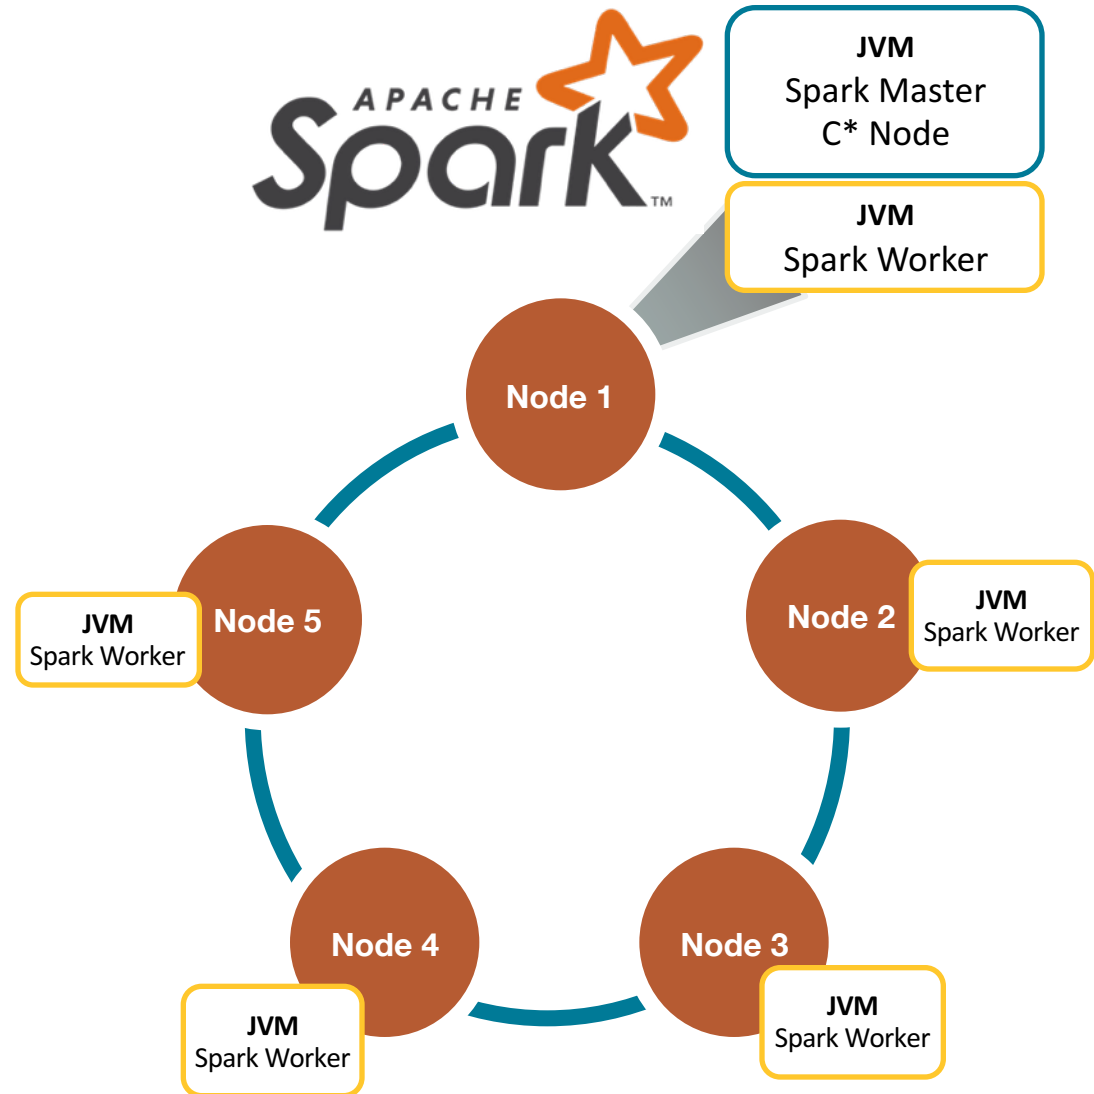 APACHE
Spark
TM
JVM
Spark Master
C* Node
JVM
Spark Worker
Node 1
Node 2
JVM
Spark Worker
Node 5
JVM
Spark Worker
Node 4
JVM
Spark Worker
Node 3
JVM
Spark Worker